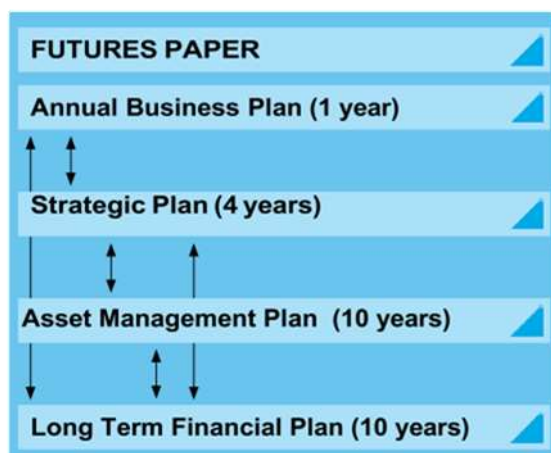 FUTURES PAPER
Annual Business Plan (1 year)
Strategic Plan (4 years)
Asset Management Plan (10 years)
Long Term Financial Plan (10 years)